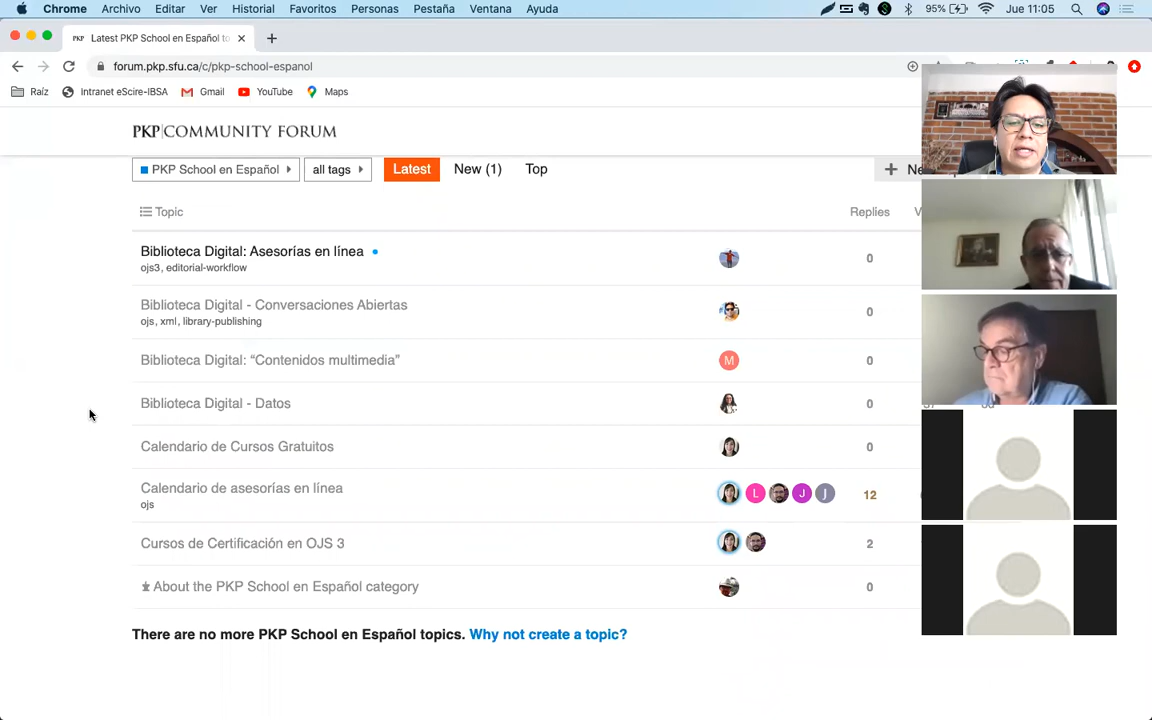 Chrome Archivo Editar Ver Historial Favoritos Personas Pestaña Ventana Ayuda 95% Jue 11:05
PKP Latest PKP School en Español to
forum.pkp.sfu.ca/c/pkp-school-espanol
Raíz Intranet eScire-IBSA Gmail YouTube Maps
PKP|COMMUNITY FORUM
PKP School en Español all tags Latest New (1) Top
Topic Replies
Biblioteca Digital: Asesorías en línea 0
ojs3, editorial-workflow
Biblioteca Digital - Conversaciones Abiertas 0
ojs, xml, library-publishing
Biblioteca Digital: “Contenidos multimedia” M 0
Biblioteca Digital - Datos 0
Calendario de Cursos Gratuitos 0
Calendario de asesorías en línea L J J 12
ojs
Cursos de Certificación en OJS 3 2
About the PKP School en Español category 0
There are no more PKP School en Español topics. Why not create a topic?